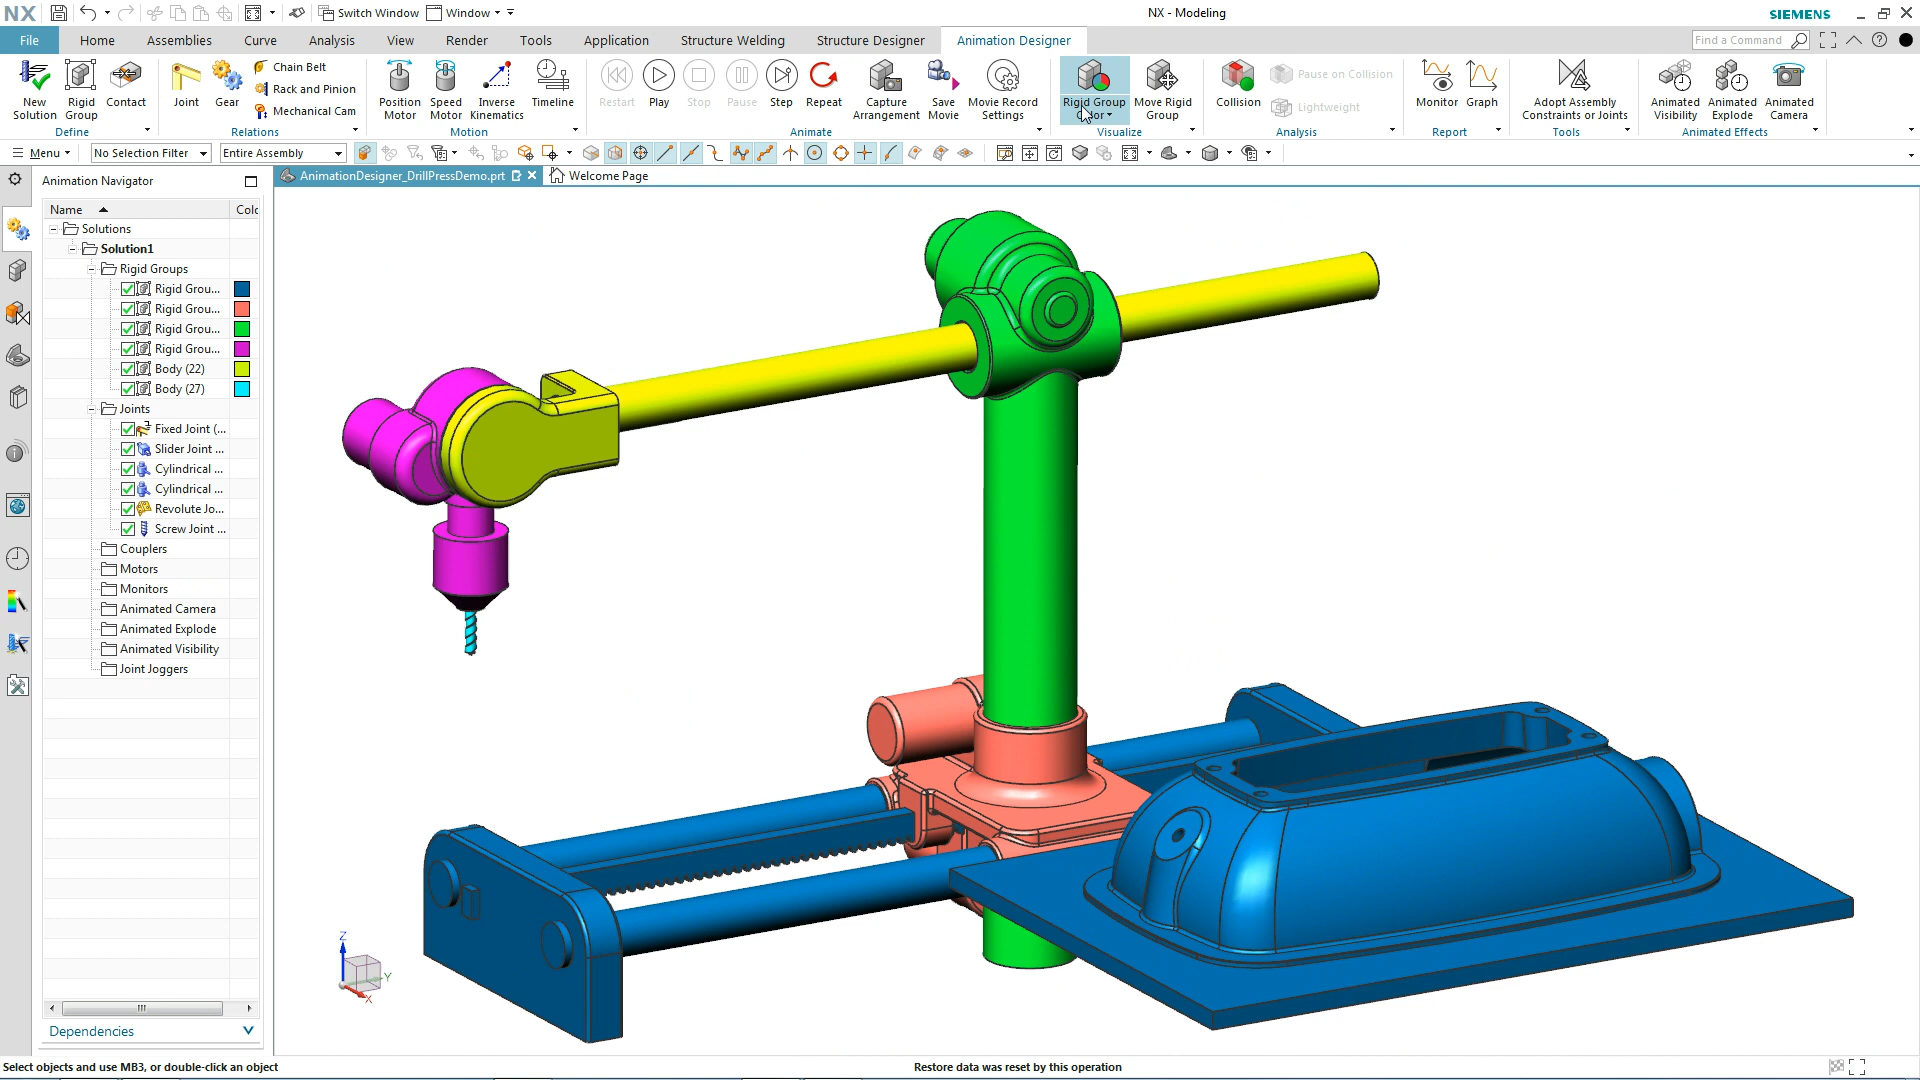 NX
Switch Window
Window
NX - Modeling
SIEMENS
File
Home
Assemblies
Curve
Analysis
View
Render
Tools
Application
Structure Welding
Structure Designer
Animation Designer
Find a Command
New Solution
Rigid Group
Contact
Define
Joint
Gear
Chain Belt
Rack and Pinion
Mechanical Cam
Relations
Position Motor
Speed Motor
Inverse Kinematics
Timeline
Motion
Restart
Play
Stop
Pause
Step
Repeat
Capture Arrangement
Save Movie
Movie Record Settings
Animate
Rigid Group
Move Rigid Group
Visualize
Collision
Pause on Collision
Lightweight
Analysis
Monitor
Graph
Report
Adopt Assembly Constraints or Joints
Tools
Animated Visibility
Animated Explode
Animated Camera
Animated Effects
Menu
No Selection Filter
Entire Assembly
Animation Navigator
AnimationDesigner_DrillPressDemo.prt
Welcome Page
Name
Colo
Solutions
Solution1
Rigid Groups
Rigid Grou...
Rigid Grou...
Rigid Grou...
Rigid Grou...
Body (22)
Body (27)
Joints
Fixed Joint (...
Slider Joint ...
Cylindrical ...
Cylindrical ...
Revolute Jo...
Screw Joint ...
Couplers
Motors
Monitors
Animated Camera
Animated Explode
Animated Visibility
Joint Joggers
Dependencies
Z
Y
X
Select objects and use MB3, or double-click an object
Restore data was reset by this operation